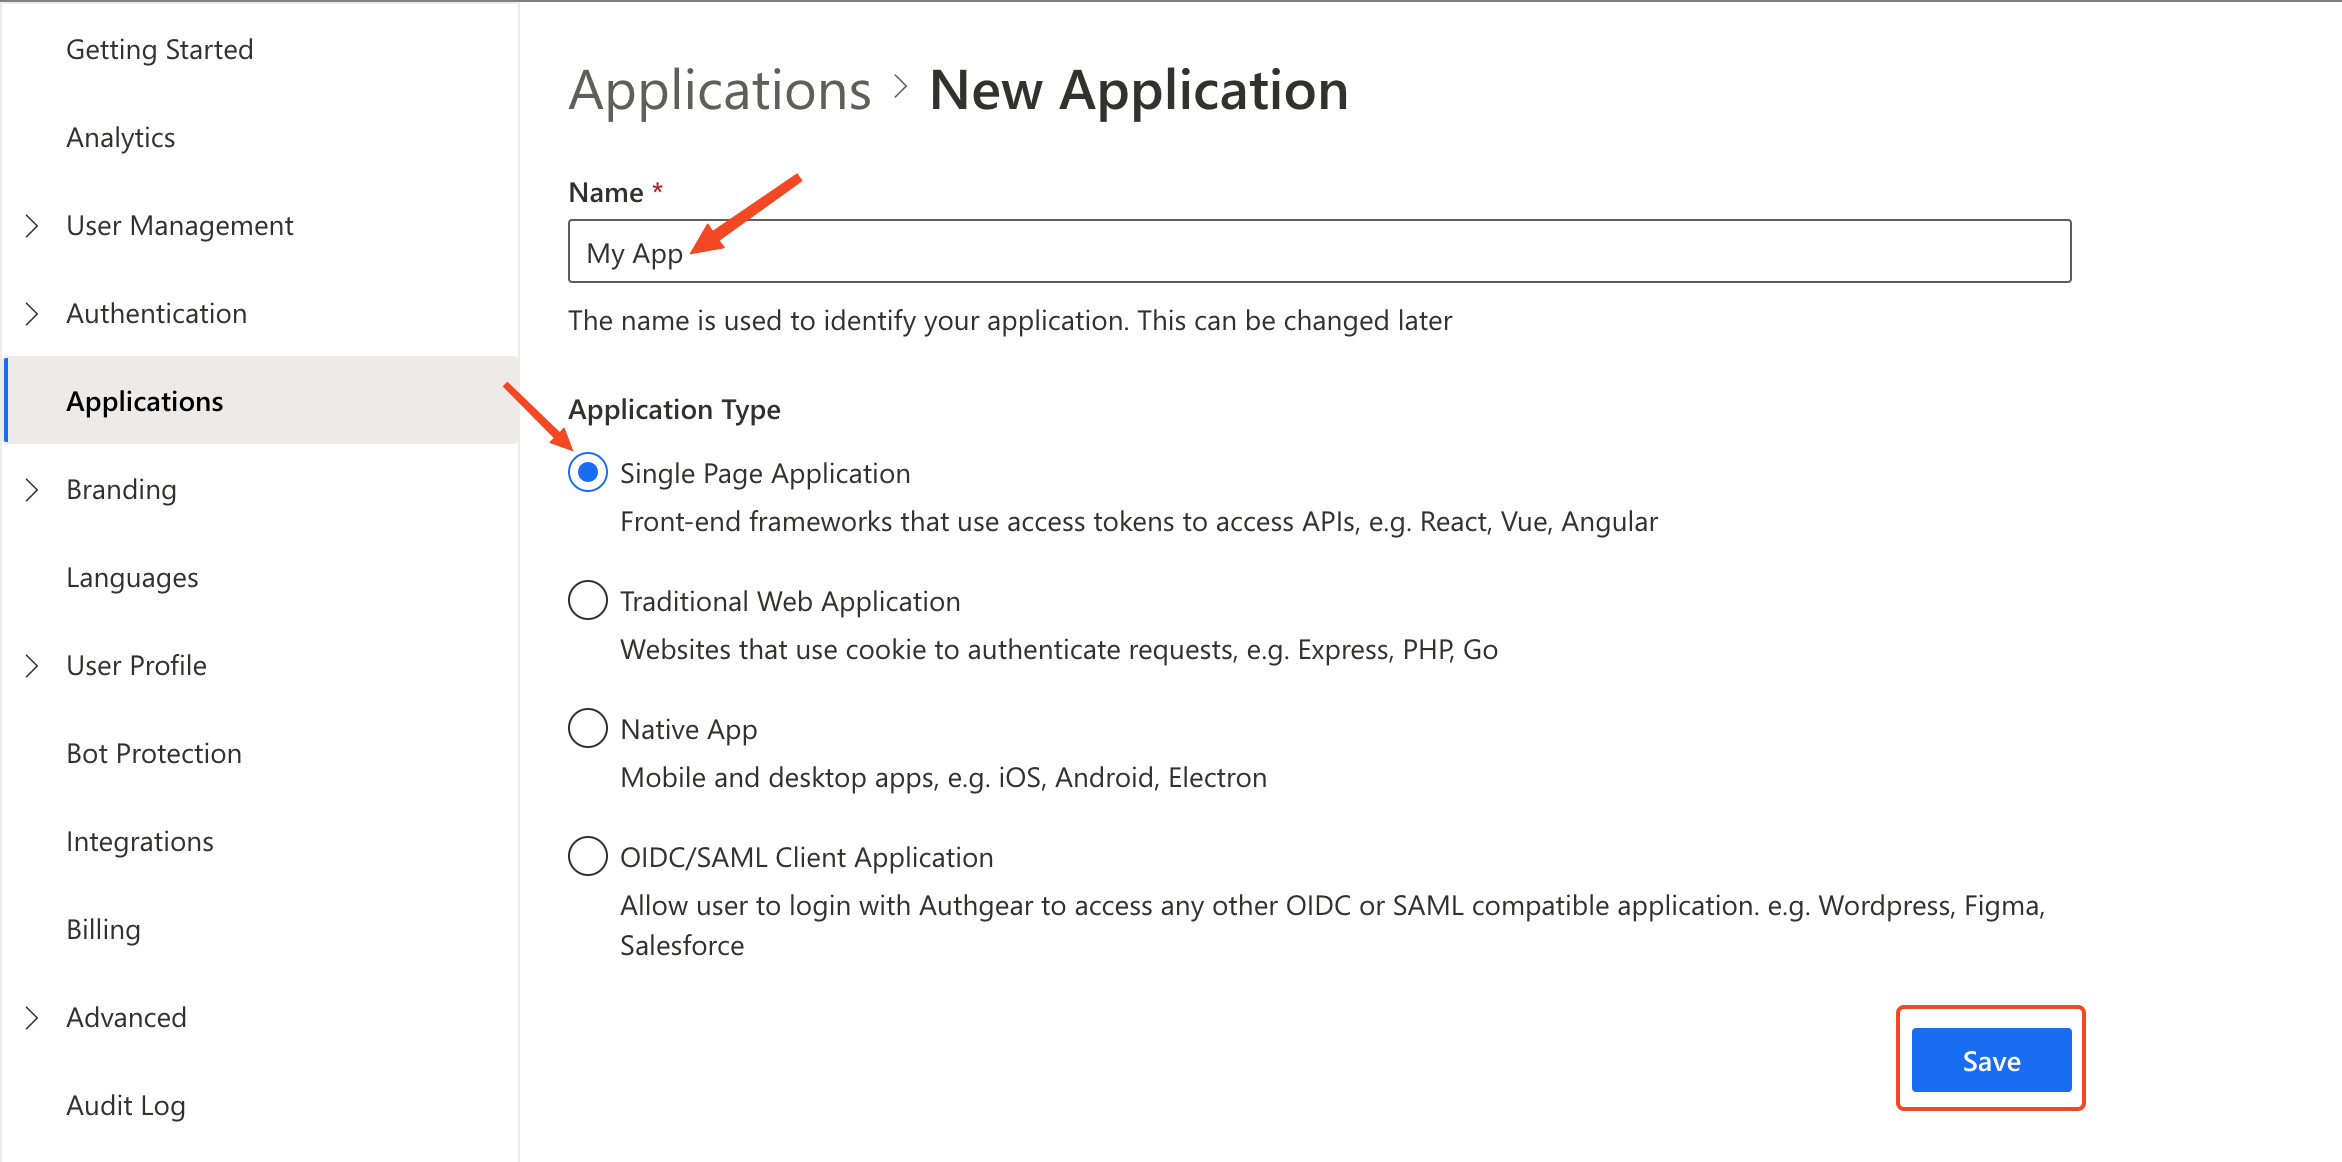 Getting Started
Analytics
User Management
Authentication
Applications
Branding
Languages
User Profile
Bot Protection
Integrations
Billing
Advanced
Audit Log
Applications > New Application
Name *
My App
The name is used to identify your application. This can be changed later
Application Type
Single Page Application
Front-end frameworks that use access tokens to access APIs, e.g. React, Vue, Angular
Traditional Web Application
Websites that use cookie to authenticate requests, e.g. Express, PHP, Go
Native App
Mobile and desktop apps, e.g. iOS, Android, Electron
OIDC/SAML Client Application
Allow user to login with Authgear to access any other OIDC or SAML compatible application. e.g. Wordpress, Figma,
Salesforce
Save